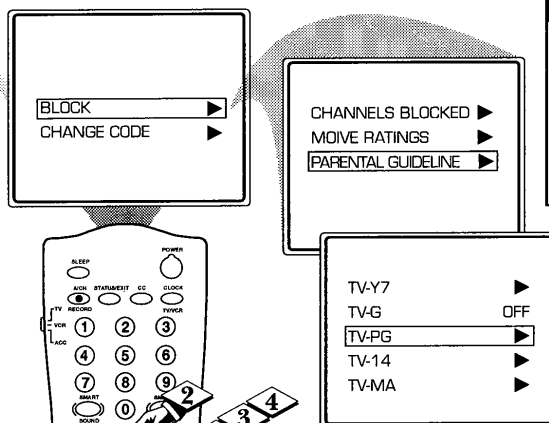 BLOCK
CHANGE CODE
CHANNELS BLOCKED
MOIVE RATINGS
PARENTAL GUIDELINE
TV-Y7
TV-G OFF
TV-PG
TV-14
TV-MA
POWER
SLEEP
A/CH STATUS/EXIT CC CLOCK
TV RECORD TV/VCR
VCR 1 2 3
ACC
4 5 6
7 8 9
SMART
0
SOUND
2
3
4